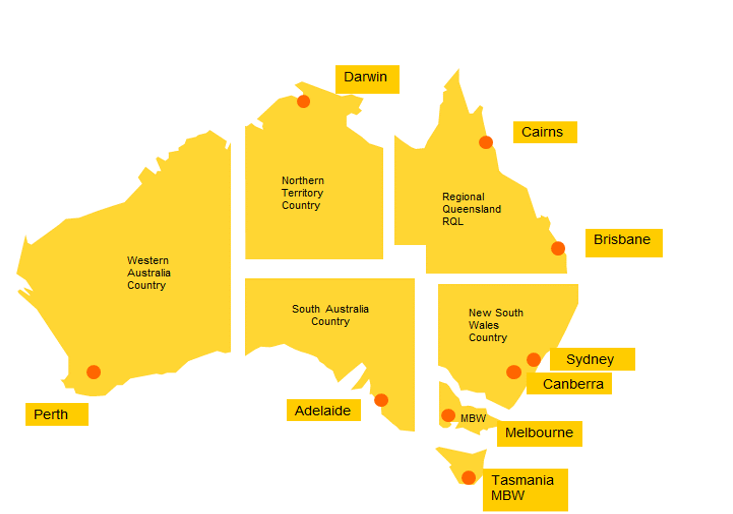 Darwin
Cairns
Northern
Territory
Country
Regional
Queensland
RQL
Brisbane
Western
Australia
Country
South Australia
Country
New South
Wales
Country
Sydney
Canberra
Perth
Adelaide
MBW
Melbourne
Tasmania
MBW